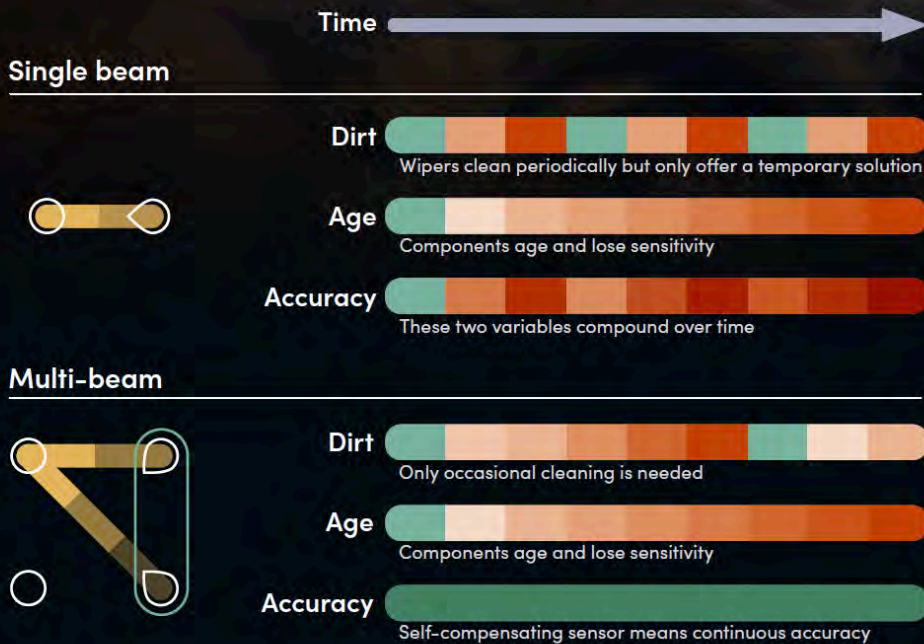 Time
Single beam
Dirt
Wipers clean periodically but only offer a temporary solution
Age
Components age and lose sensitivity
Accuracy
These two variables compound over time
Multi-beam
Dirt
Only occasional cleaning is needed
Age
Components age and lose sensitivity
Accuracy
Self-compensating sensor means continuous accuracy